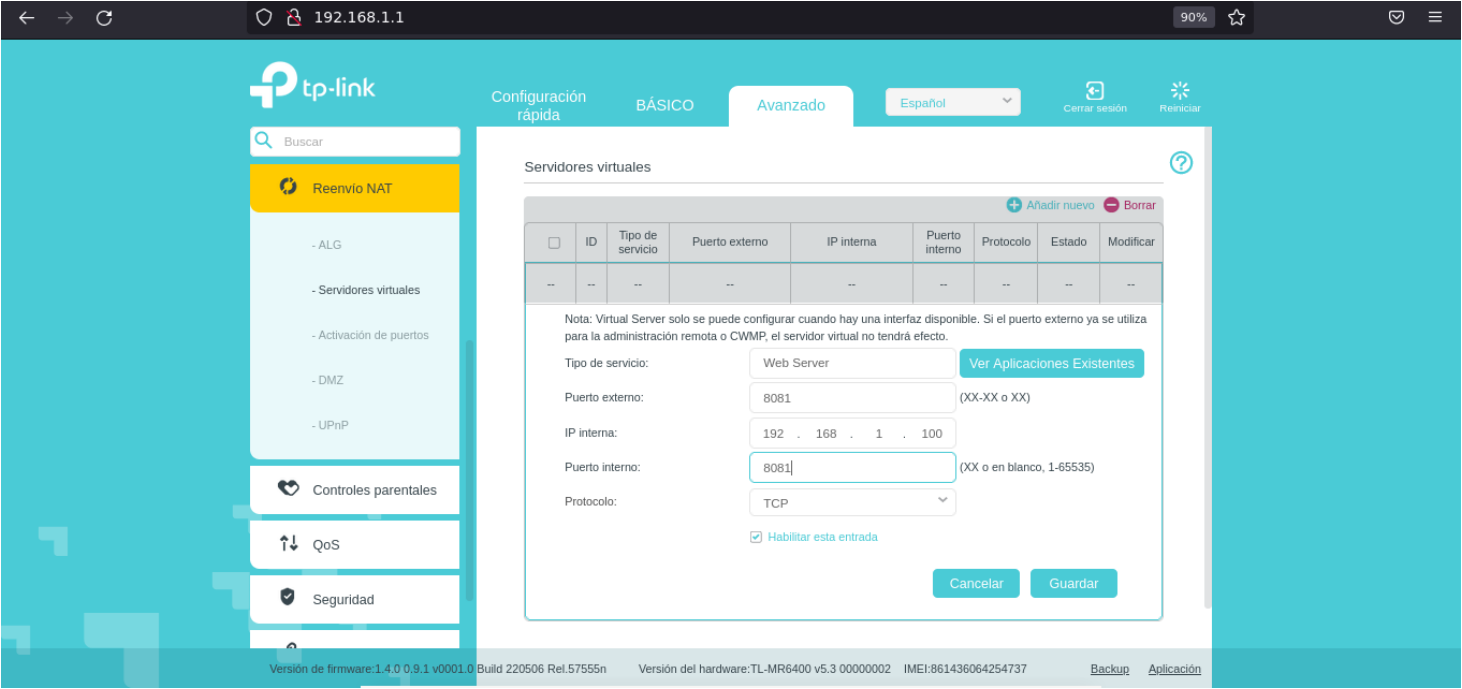 192.168.1.1
90%
tp-link
Configuración
rápida
BÁSICO
Avanzado
Español
Cerrar sesión
Reiniciar
Buscar
Reenvío NAT
- ALG
- Servidores virtuales
- Activación de puertos
- DMZ
- UPnP
Controles parentales
QoS
Seguridad
Servidores virtuales
Añadir nuevo
Borrar
ID
Tipo de
servicio
Puerto externo
IP interna
Puerto
interno
Protocolo
Estado
Modificar
-- -- -- -- -- -- -- -- --
Nota: Virtual Server solo se puede configurar cuando hay una interfaz disponible. Si el puerto externo ya se utiliza
para la administración remota o CWMP, el servidor virtual no tendrá efecto.
Tipo de servicio: Web Server Ver Aplicaciones Existentes
Puerto externo: 8081 (XX-XX o XX)
IP interna: 192 . 168 . 1 . 100
Puerto interno: 8081 (XX o en blanco, 1-65535)
Protocolo: TCP
Habilitar esta entrada
Cancelar Guardar
Versión de firmware:1.4.0 0.9.1 v0001.0 Build 220506 Rel.57555n Versión del hardware:TL-MR6400 v5.3 00000002 IMEI:861436064254737 Backup Aplicación